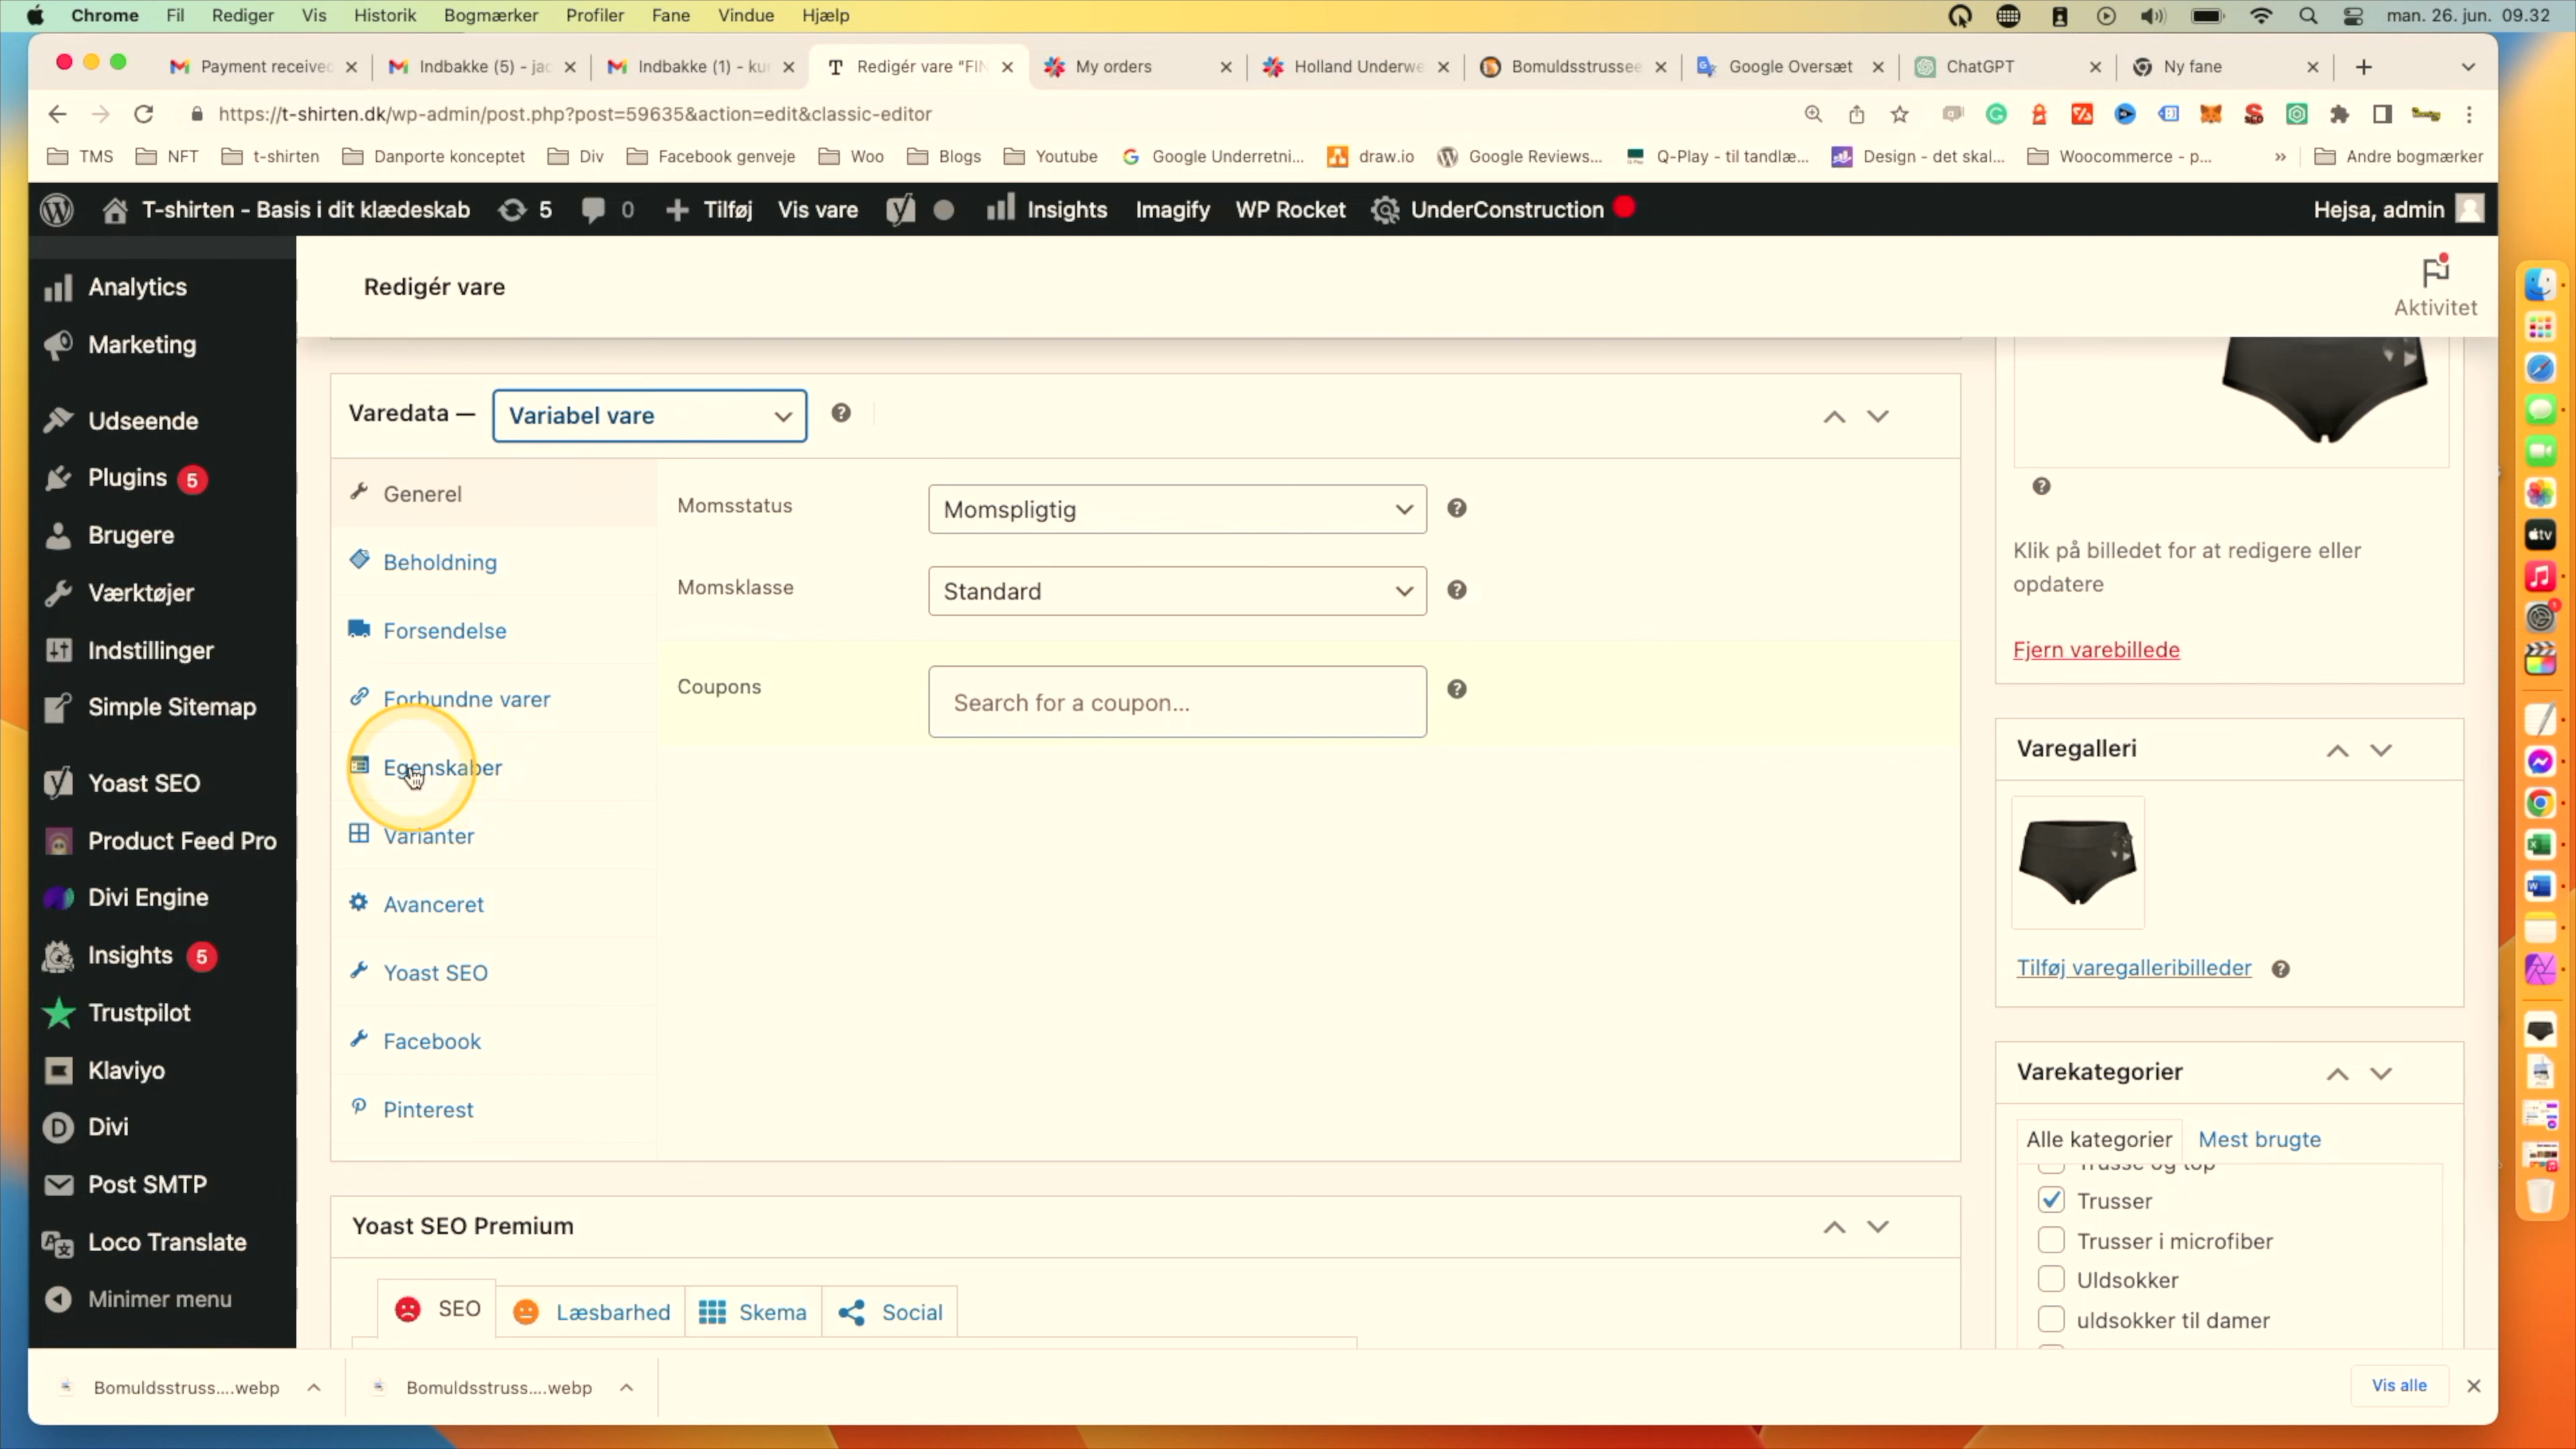 Chrome Fil Rediger Vis Historik Bogmærker Profiler Fane Vindue Hjælp man. 26. jun. 09.32
Payment received Indbakke (5) - jac Indbakke (1) - kun T Redigér vare "FIN My orders Holland Underwe Bomuldsstrussee Google Oversæt ChatGPT Ny fane
https://t-shirten.dk/wp-admin/post.php?post=59635&action=edit&classic-editor
TMS NFT t-shirten Danporte konceptet Div Facebook genveje Woo Blogs Youtube Google Underretni... draw.io Google Reviews... Q-Play - til tandlæ... Design - det skal... Woocommerce - p... » Andre bogmærker
T-shirten - Basis i dit klædeskab 5 0 Tilføj Vis vare Insights Imagify WP Rocket UnderConstruction Hejsa, admin
Analytics
Marketing
Udseende
Plugins 5
Brugere
Værktøjer
Indstillinger
Simple Sitemap
Yoast SEO
Product Feed Pro
Divi Engine
Insights 5
Trustpilot
Klaviyo
Divi
Post SMTP
Loco Translate
Minimer menu
Redigér vare
Aktivitet
Varedata — Variabel vare
Generel
Beholdning
Forsendelse
Forbundne varer
Egenskaber
Varianter
Avanceret
Yoast SEO
Facebook
Pinterest
Momsstatus Momspligtig
Momsklasse Standard
Coupons Search for a coupon...
Yoast SEO Premium
SEO Læsbarhed Skema Social
Klik på billedet for at redigere eller
opdatere
Fjern varebillede
Varegalleri
Tilføj varegalleribilleder
Varekategorier
Alle kategorier Mest brugte
Trusse og top
Trusser
Trusser i microfiber
Uldsokker
uldsokker til damer
Bomuldsstruss....webp Bomuldsstruss....webp Vis alle